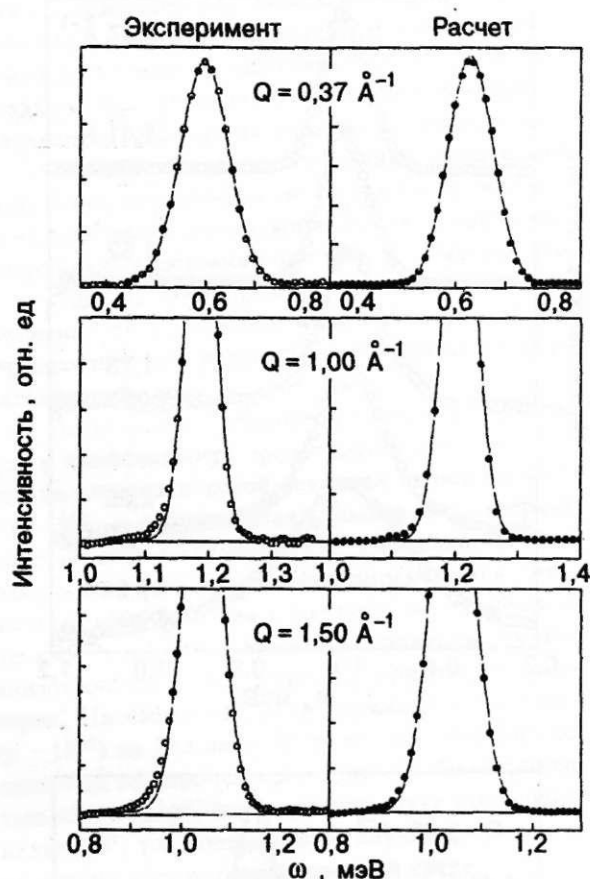 Эксперимент Расчет
Q = 0,37 Å⁻¹
0,4 0,6 0,8 0,4 0,6 0,8
Q = 1,00 Å⁻¹
1,0 1,1 1,2 1,3 1,0 1,2 1,4
Q = 1,50 Å⁻¹
0,8 1,0 1,2 0,8 1,0 1,2
ω , мэВ
Интенсивность, отн. ед